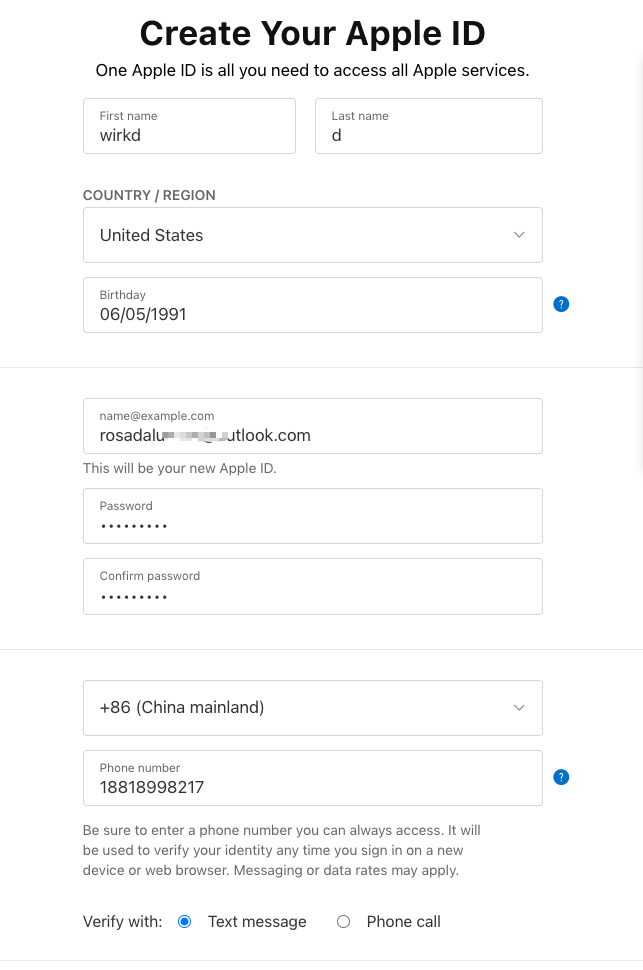 Create Your Apple ID
One Apple ID is all you need to access all Apple services.
First name
wirkd
Last name
d
COUNTRY / REGION
United States
Birthday
06/05/1991
?
name@example.com
rosadalu utlook.com
This will be your new Apple ID.
Password
•••••••••
Confirm password
•••••••••
+86 (China mainland)
Phone number
18818998217
?
Be sure to enter a phone number you can always access. It will
be used to verify your identity any time you sign in on a new
device or web browser. Messaging or data rates may apply.
Verify with: Text message Phone call